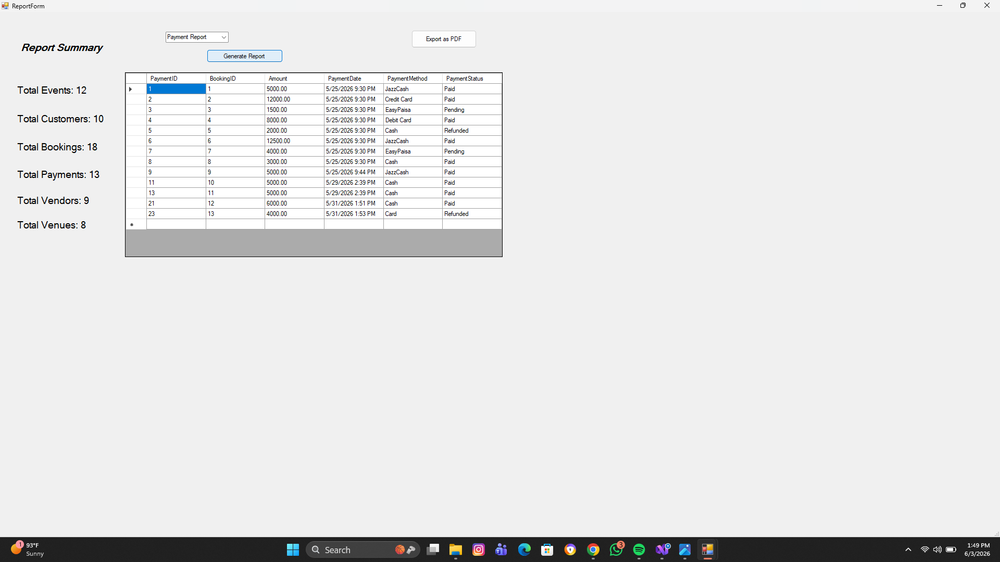 ReportForm
Payment Report
Export as PDF
Report Summary
Generate Report
Total Events: 12
Total Customers: 10
Total Bookings: 18
Total Payments: 13
Total Vendors: 9
Total Venues: 8
PaymentID BookingID Amount PaymentDate PaymentMethod PaymentStatus
1 1 5000.00 5/25/2026 9:30 PM JazzCash Paid
2 2 12000.00 5/25/2026 9:30 PM Credit Card Paid
3 3 1500.00 5/25/2026 9:30 PM EasyPaisa Pending
4 4 8000.00 5/25/2026 9:30 PM Debit Card Paid
5 5 2000.00 5/25/2026 9:30 PM Cash Refunded
6 6 12500.00 5/25/2026 9:30 PM JazzCash Paid
7 7 4000.00 5/25/2026 9:30 PM EasyPaisa Pending
8 8 3000.00 5/25/2026 9:30 PM Cash Paid
9 9 5000.00 5/25/2026 9:44 PM JazzCash Paid
11 10 5000.00 5/29/2026 2:39 PM Cash Paid
13 11 5000.00 5/29/2026 2:39 PM Cash Paid
21 12 6000.00 5/31/2026 1:51 PM Cash Paid
23 13 4000.00 5/31/2026 1:53 PM Card Refunded
1
93°F
Sunny
Search
3
1:49 PM
6/3/2026